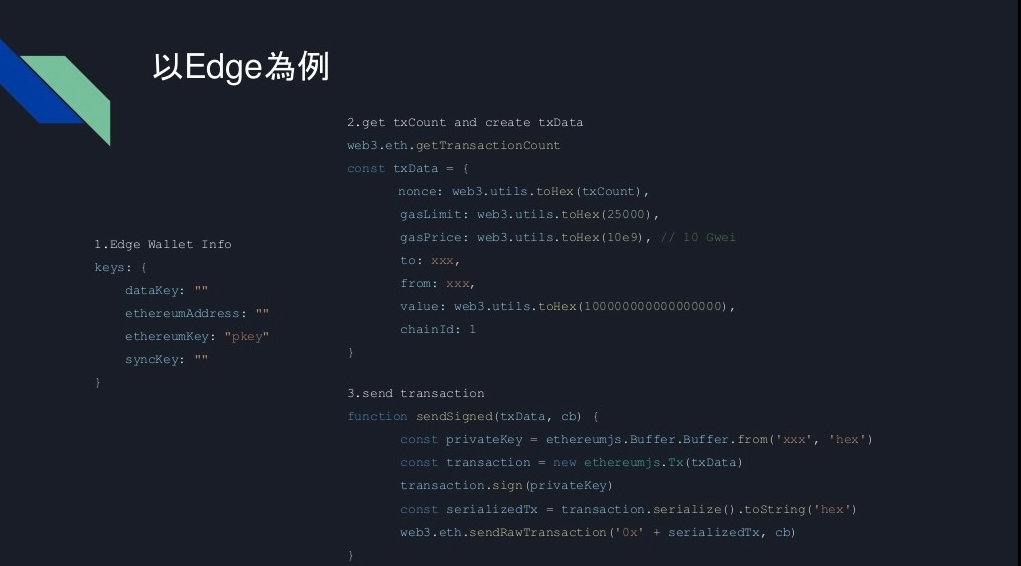 以Edge為例
1.Edge Wallet Info
keys: {
dataKey: ""
ethereumAddress: ""
ethereumKey: "pkey"
syncKey: ""
}
2.get txCount and create txData
web3.eth.getTransactionCount
const txData = {
nonce: web3.utils.toHex(txCount),
gasLimit: web3.utils.toHex(25000),
gasPrice: web3.utils.toHex(10e9), // 10 Gwei
to: xxx,
from: xxx,
value: web3.utils.toHex(100000000000000000),
chainId: 1
}
3.send transaction
function sendSigned(txData, cb) {
const privateKey = ethereumjs.Buffer.Buffer.from('xxx', 'hex')
const transaction = new ethereumjs.Tx(txData)
transaction.sign(privateKey)
const serializedTx = transaction.serialize().toString('hex')
web3.eth.sendRawTransaction('0x' + serializedTx, cb)
}